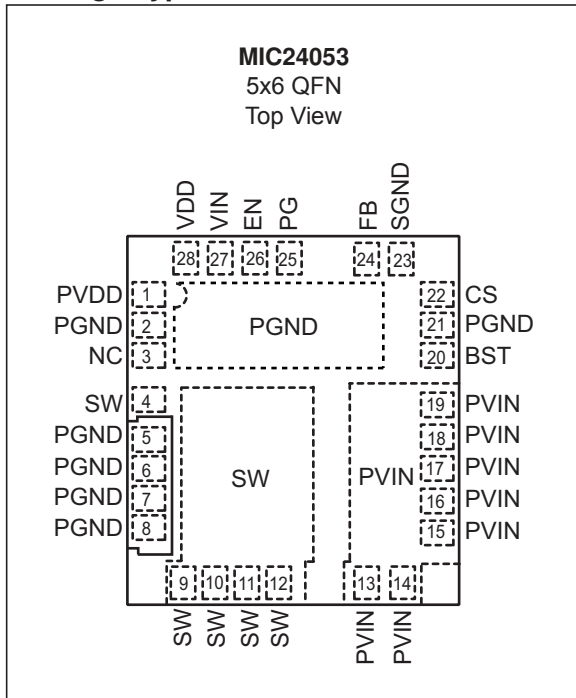 MIC24053
5x6 QFN
Top View
VDD VIN EN PG FB SGND
28 27 26 25 24 23
PVDD 1 22 CS
PGND 2 PGND 21 PGND
NC 3 20 BST
SW 4 19 PVIN
PGND 5 18 PVIN
PGND 6 SW PVIN 17 PVIN
PGND 7 16 PVIN
PGND 8 15 PVIN
9 10 11 12 13 14
SW SW SW SW PVIN PVIN